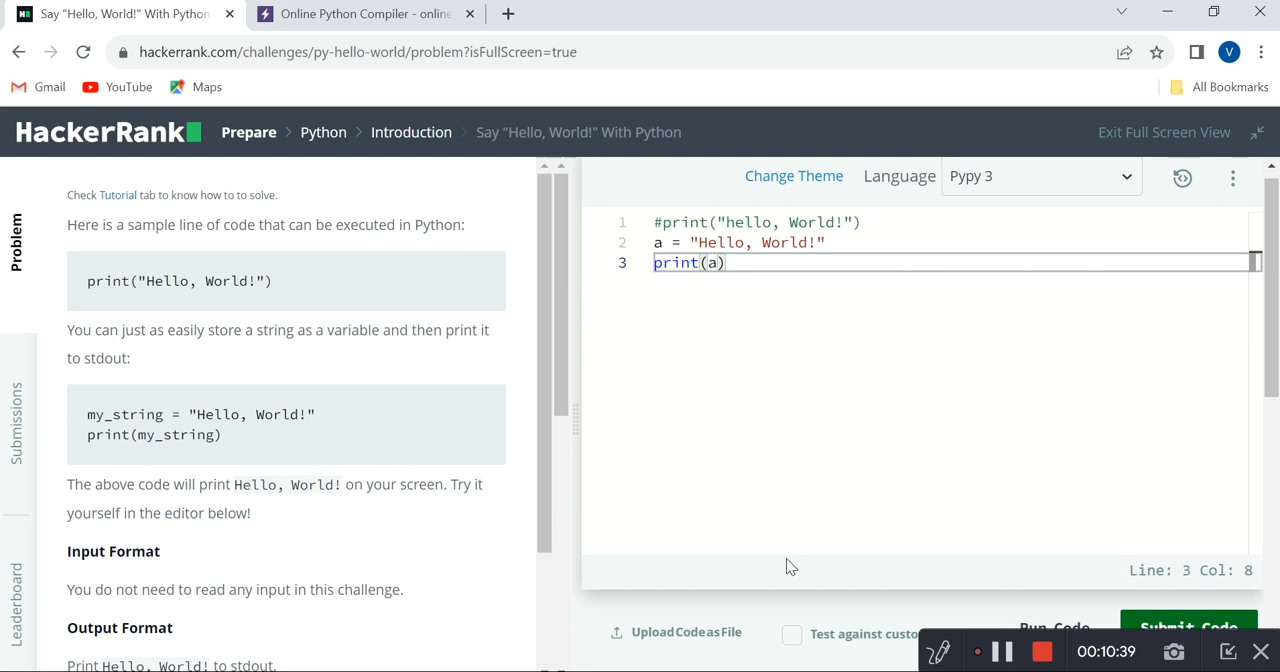 Say "Hello, World!" With Python
Online Python Compiler - online
hackerrank.com/challenges/py-hello-world/problem?isFullScreen=true
V
Gmail
YouTube
Maps
All Bookmarks
HackerRank
Prepare > Python > Introduction > Say "Hello, World!" With Python
Exit Full Screen View
Problem
Submissions
Leaderboard
Check Tutorial tab to know how to to solve.
Here is a sample line of code that can be executed in Python:
print("Hello, World!")
You can just as easily store a string as a variable and then print it
to stdout:
my_string = "Hello, World!"
print(my_string)
The above code will print Hello, World! on your screen. Try it
yourself in the editor below!
Input Format
You do not need to read any input in this challenge.
Output Format
Print Hello, World! to stdout.
Change Theme
Language
Pypy 3
1 #print("hello, World!")
2 a = "Hello, World!"
3 print(a)
Line: 3 Col: 8
Upload Code as File
Test against custo
Run Code
Submit Code
00:10:39